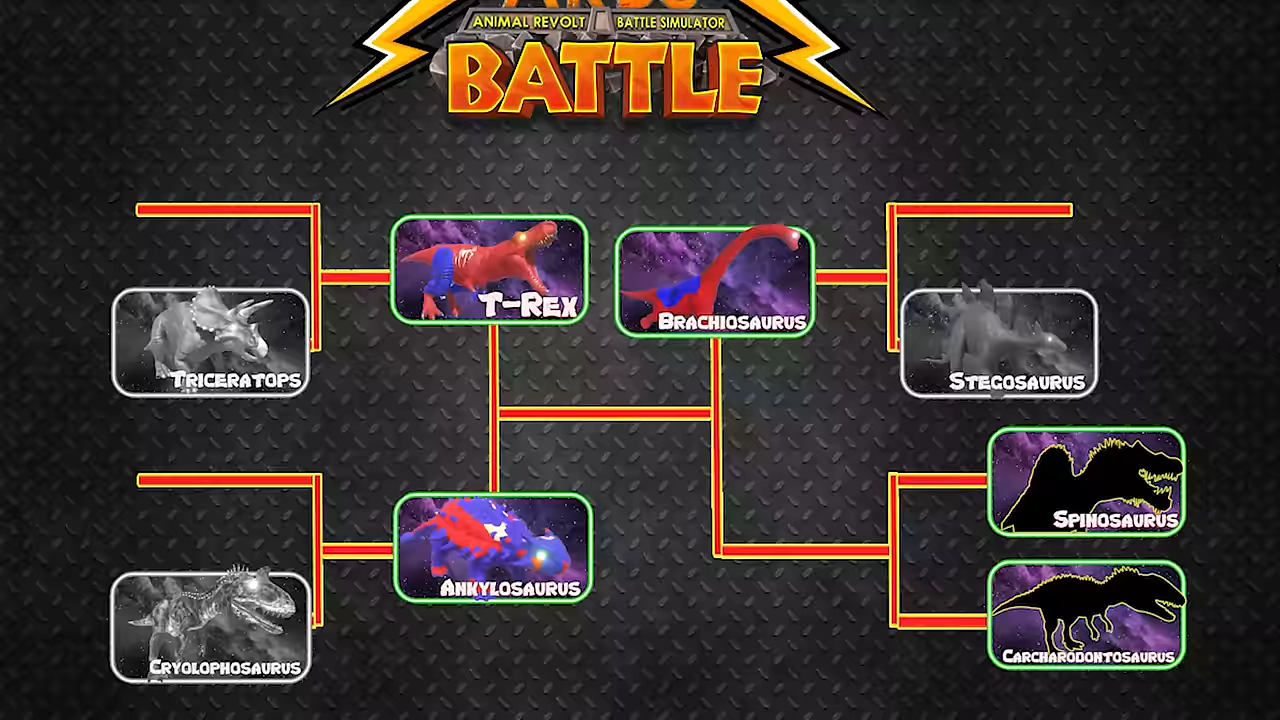 ANIMAL REVOLT BATTLE SIMULATOR
BATTLE
T-REX
BRACHIOSAURUS
TRICERATOPS
STEGOSAURUS
SPINOSAURUS
ANKYLOSAURUS
CRYOLOPHOSAURUS
CARCHARODONTOSAURUS